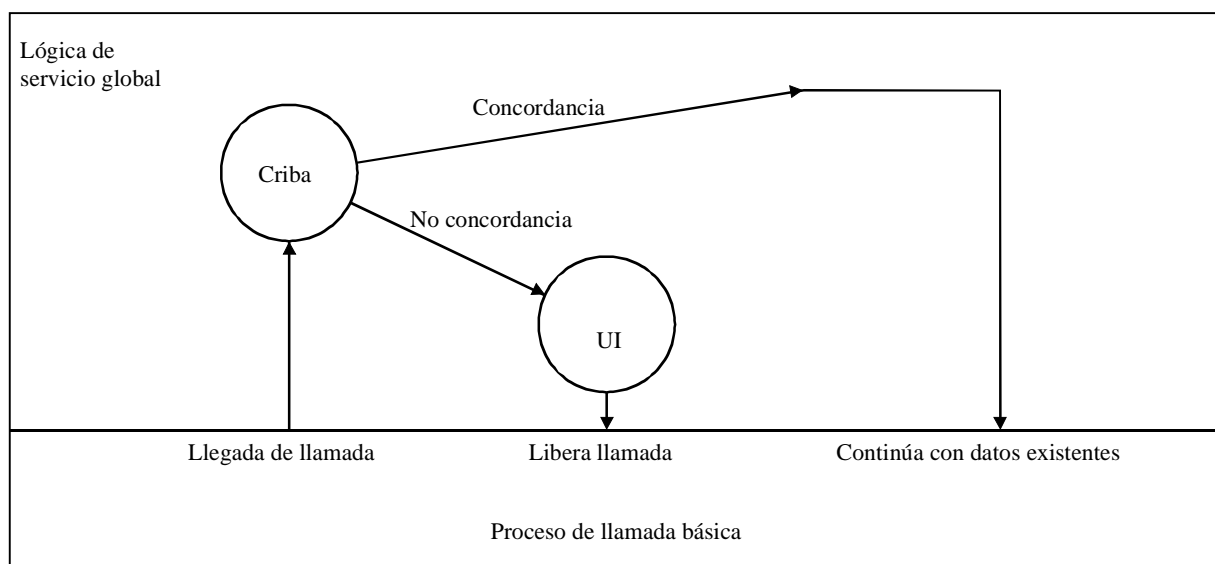 Lógica de
servicio global
Concordancia
Criba
No concordancia
UI
Llegada de llamada
Libera llamada
Continúa con datos existentes
Proceso de llamada básica